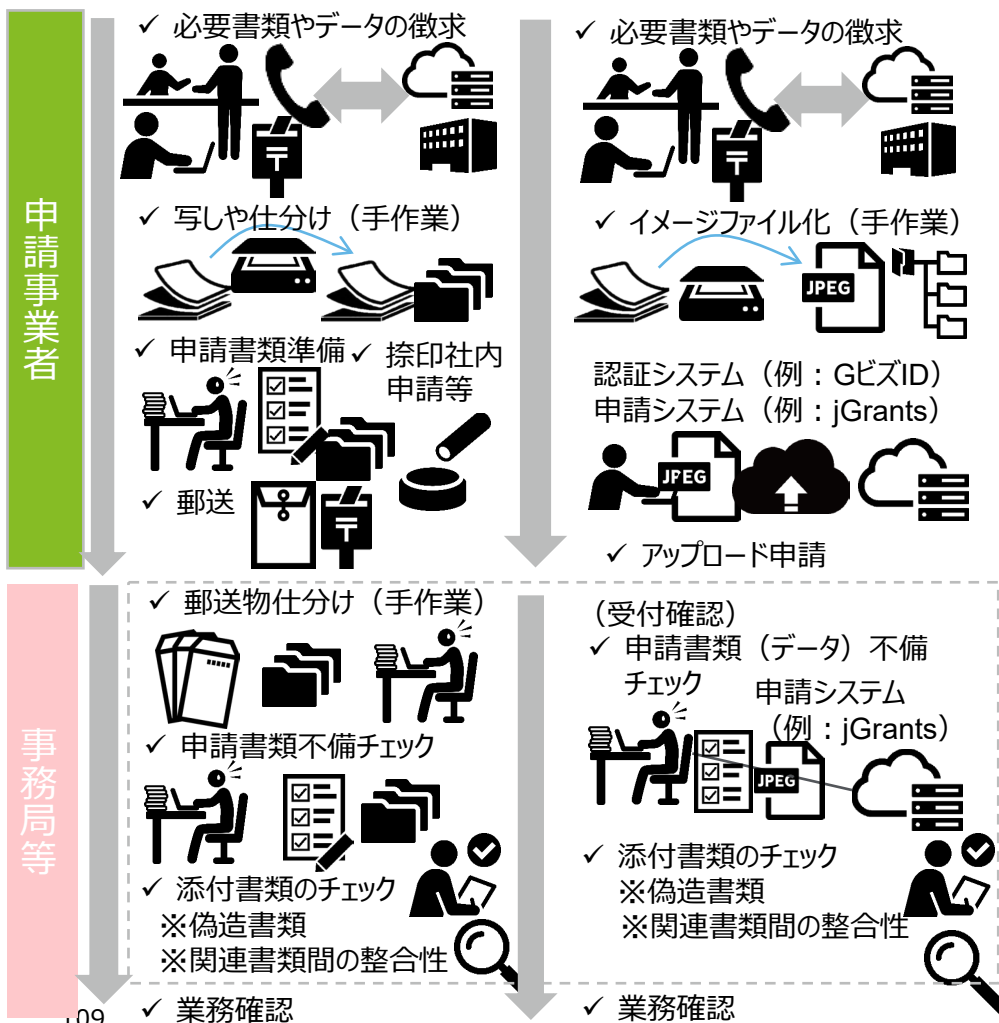 申請事業者
✓ 必要書類やデータの徴求
✓ 写しや仕分け（手作業）
✓ 申請書類準備
✓ 捺印社内
申請等
✓ 郵送
✓ 必要書類やデータの徴求
✓ イメージファイル化（手作業）
JPEG
認証システム（例：GビズID）
申請システム（例：jGrants）
JPEG
✓ アップロード申請
事務局等
✓ 郵送物仕分け（手作業）
✓ 申請書類不備チェック
✓ 添付書類のチェック
※偽造書類
※関連書類間の整合性
✓ 業務確認
（受付確認）
✓ 申請書類（データ）不備
チェック
申請システム
（例：jGrants）
JPEG
✓ 添付書類のチェック
※偽造書類
※関連書類間の整合性
✓ 業務確認
109